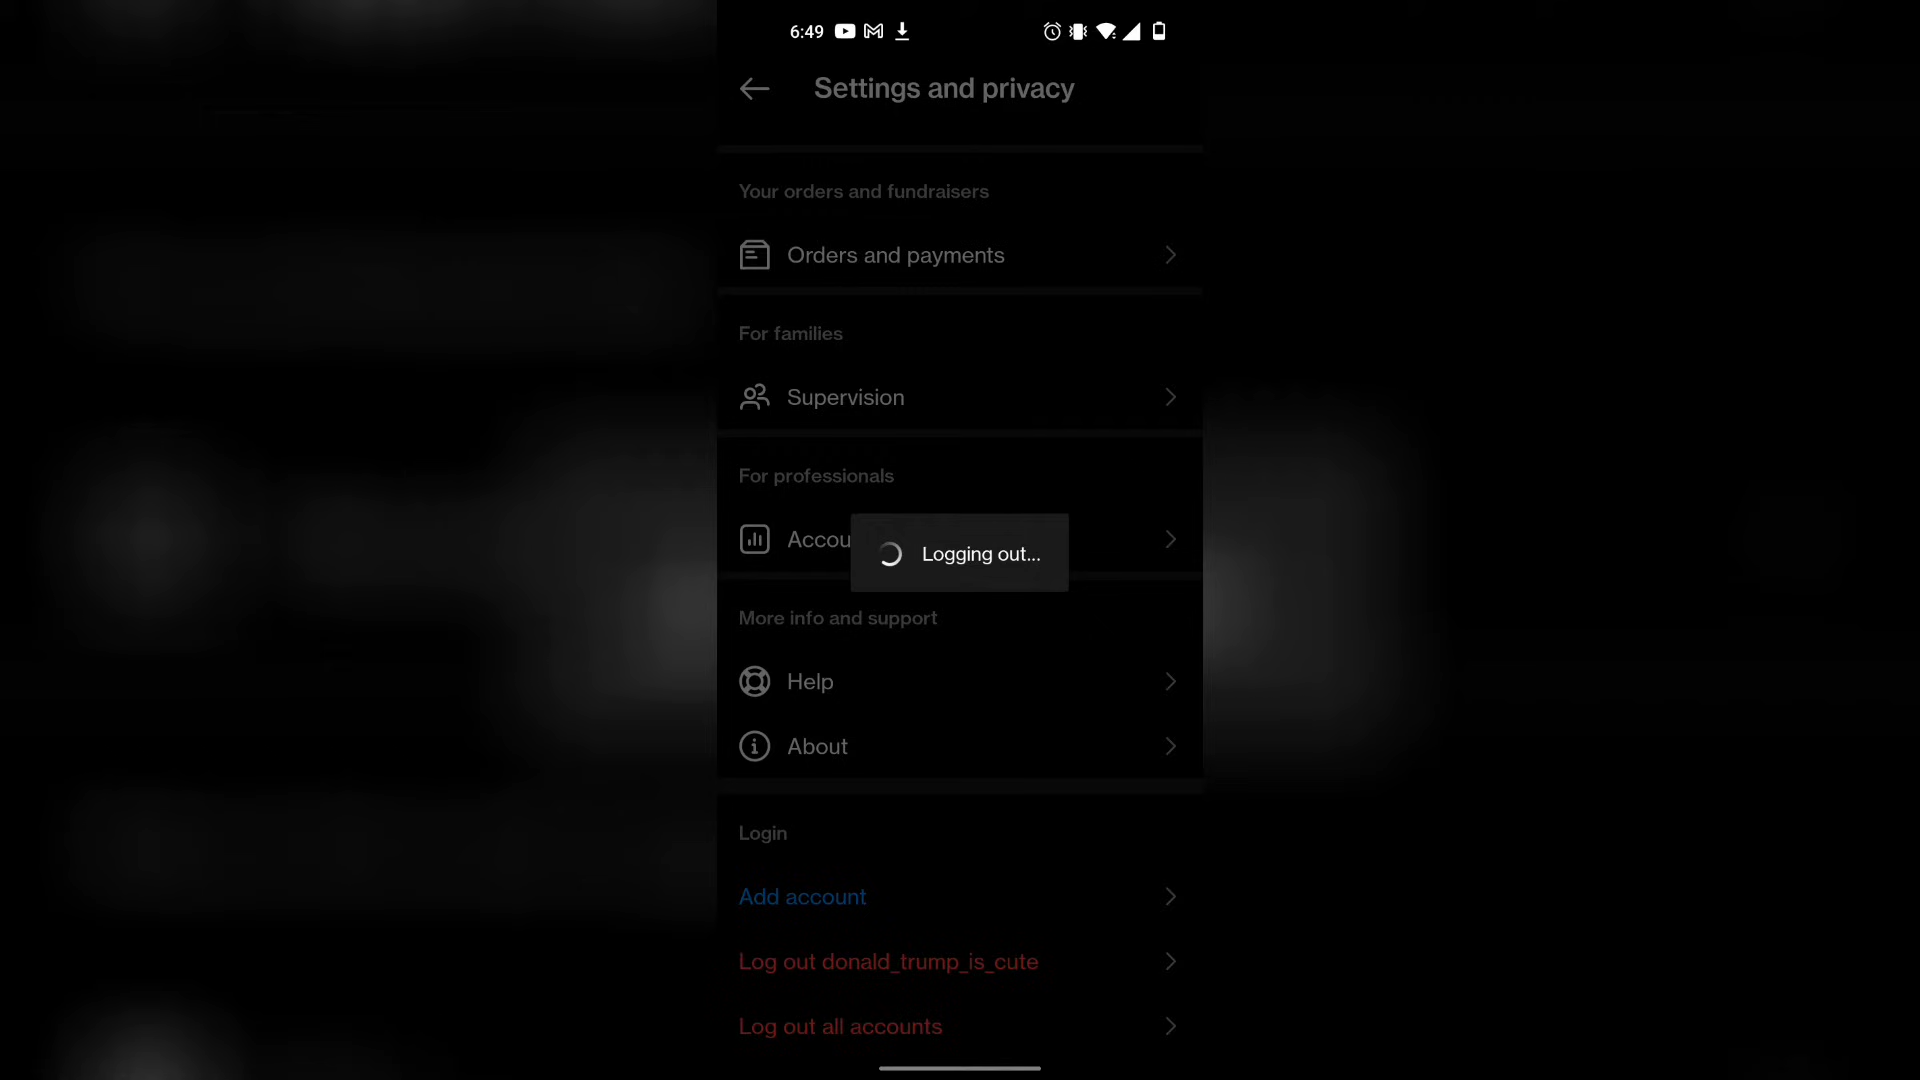 6:49
Settings and privacy
Your orders and fundraisers
Orders and payments
For families
Supervision
For professionals
Accou
Logging out...
More info and support
Help
About
Login
Add account
Log out donald_trump_is_cute
Log out all accounts